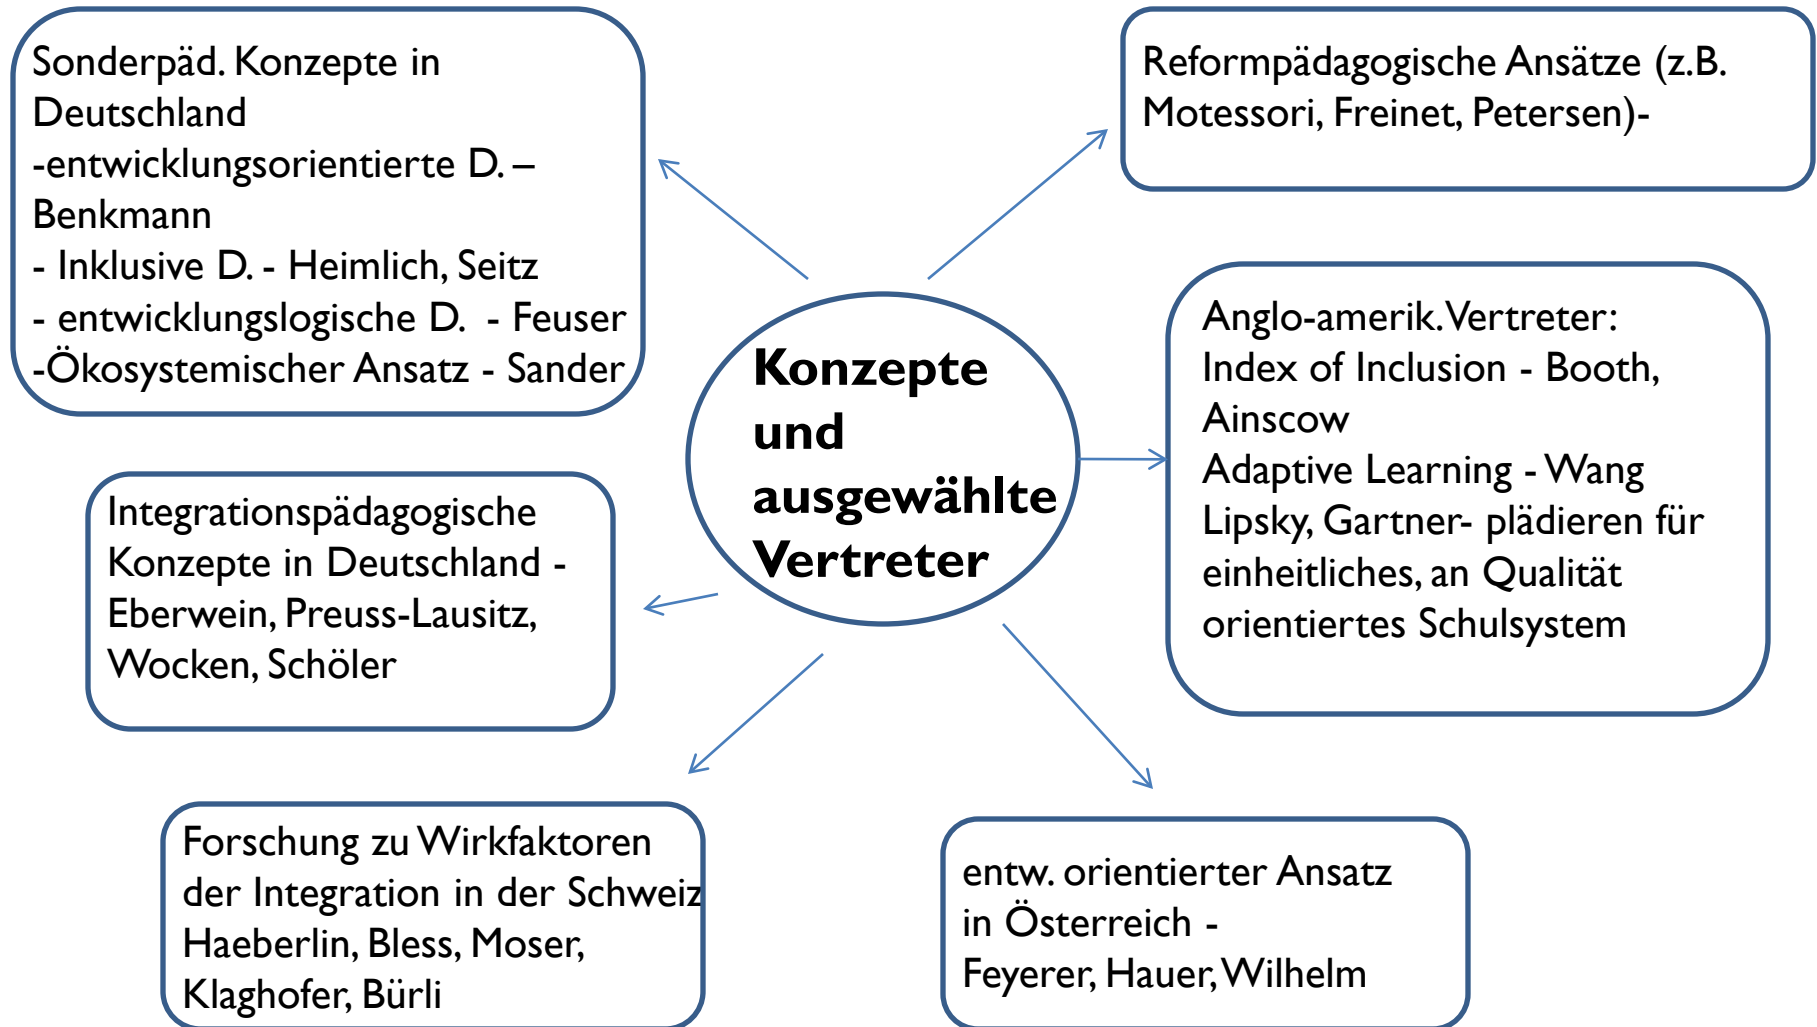 Sonderpäd. Konzepte in
Deutschland
-entwicklungsorientierte D. –
Benkmann
- Inklusive D. - Heimlich, Seitz
- entwicklungslogische D. - Feuser
-Ökosystemischer Ansatz - Sander
Reformpädagogische Ansätze (z.B.
Motessori, Freinet, Petersen)-
Konzepte
und
ausgewählte
Vertreter
Anglo-amerik. Vertreter:
Index of Inclusion - Booth,
Ainscow
Adaptive Learning - Wang
Lipsky, Gartner- plädieren für
einheitliches, an Qualität
orientiertes Schulsystem
Integrationspädagogische
Konzepte in Deutschland -
Eberwein, Preuss-Lausitz,
Wocken, Schöler
Forschung zu Wirkfaktoren
der Integration in der Schweiz
Haeberlin, Bless, Moser,
Klaghofer, Bürli
entw. orientierter Ansatz
in Österreich -
Feyerer, Hauer, Wilhelm